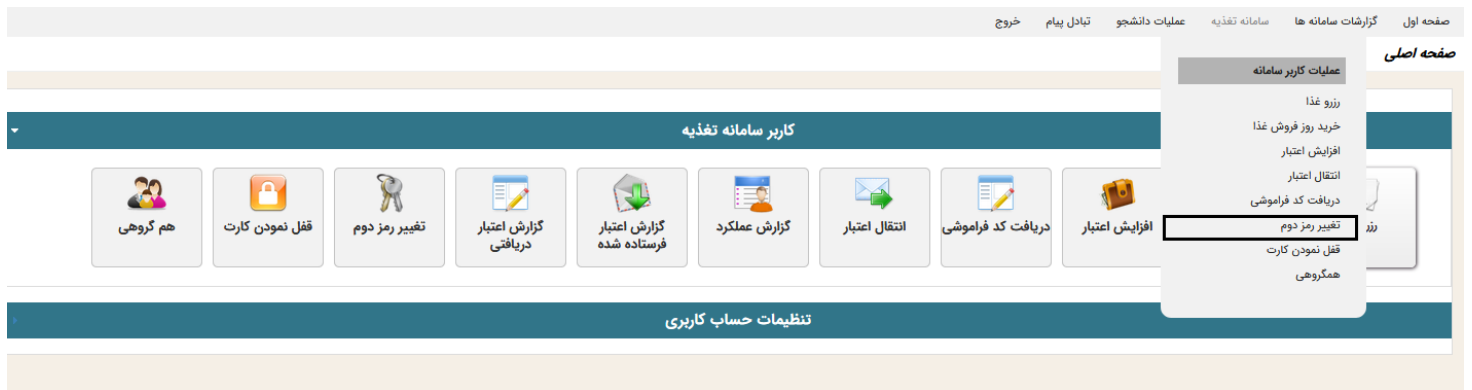 صفحه اول گزارشات سامانه ها سامانه تغذیه عملیات دانشجو تبادل پیام خروج
صفحه اصلی
عملیات کاربر سامانه
رزرو غذا
خرید روز فروش غذا
افزایش اعتبار
انتقال اعتبار
دریافت کد فراموشی
تغییر رمز دوم
قفل نمودن کارت
همگروهی
کاربر سامانه تغذیه
افزایش اعتبار
دریافت کد فراموشی
انتقال اعتبار
گزارش عملکرد
گزارش اعتبار
فرستاده شده
گزارش اعتبار
دریافتی
تغییر رمز دوم
قفل نمودن کارت
هم گروهی
تنظیمات حساب کاربری